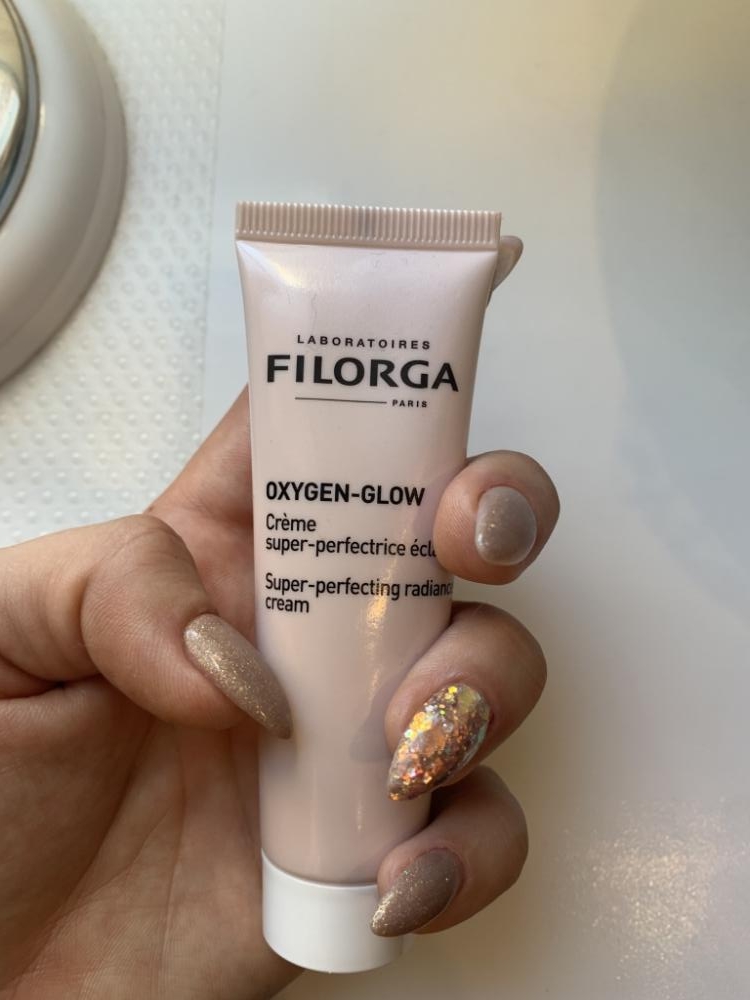 LABORATOIRES
FILORGA
PARIS
OXYGEN-GLOW
Crème
super-perfectrice
Super-perfecting
cream